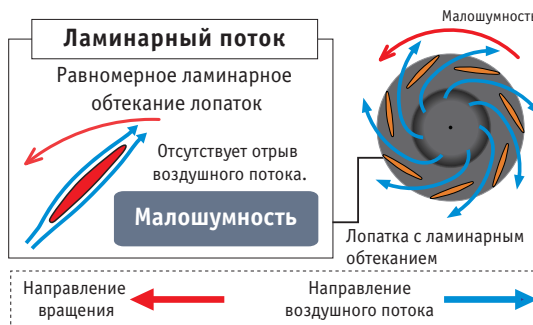 Ламинарный поток
Равномерное ламинарное
обтекание лопаток
Отсутствует отрыв
воздушного потока.
Малошумность
Малошумность
Лопатка с ламинарным
обтеканием
Направление
вращения
Направление
воздушного потока